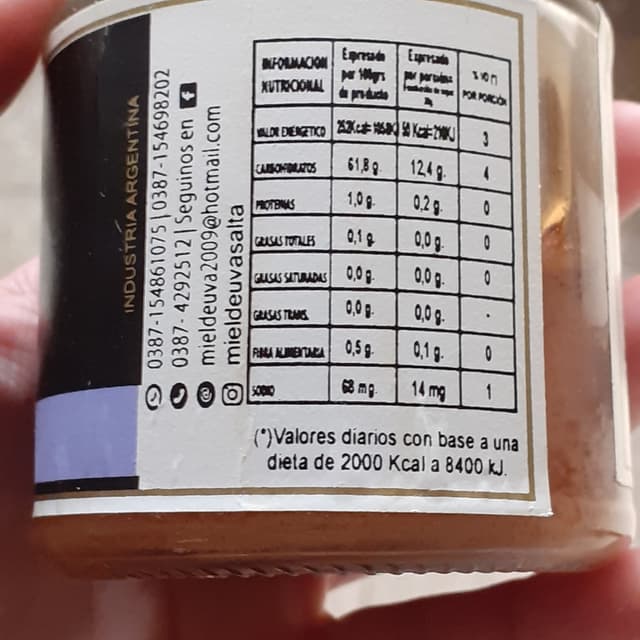 INDUSTRIA ARGENTINA
0387-154861075 | 0387-154698202
0387- 4292512 | Seguinos en f
mieldeuva2009@hotmail.com
mieldeuvasalta
INFORMACION NUTRICIONAL Expresado por 100grs de producto Expresado por porcion % VD (*) POR PORCIÓN
VALOR ENERGETICO 252Kcal= 50 Kcal= 210KJ 3
CARBOHIDRATOS 61,8 g. 12,4 g. 4
PROTEINAS 1,0 g. 0,2 g. 0
GRASAS TOTALES 0,1 g. 0,0 g. 0
GRASAS SATURADAS 0,0 g. 0,0 g. 0
GRASAS TRANS. 0,0 g. 0,0 g. -
FIBRA ALIMENTARIA 0,5 g. 0,1 g. 0
SODIO 68 mg. 14 mg 1
(*)Valores diarios con base a una
dieta de 2000 Kcal a 8400 kJ.